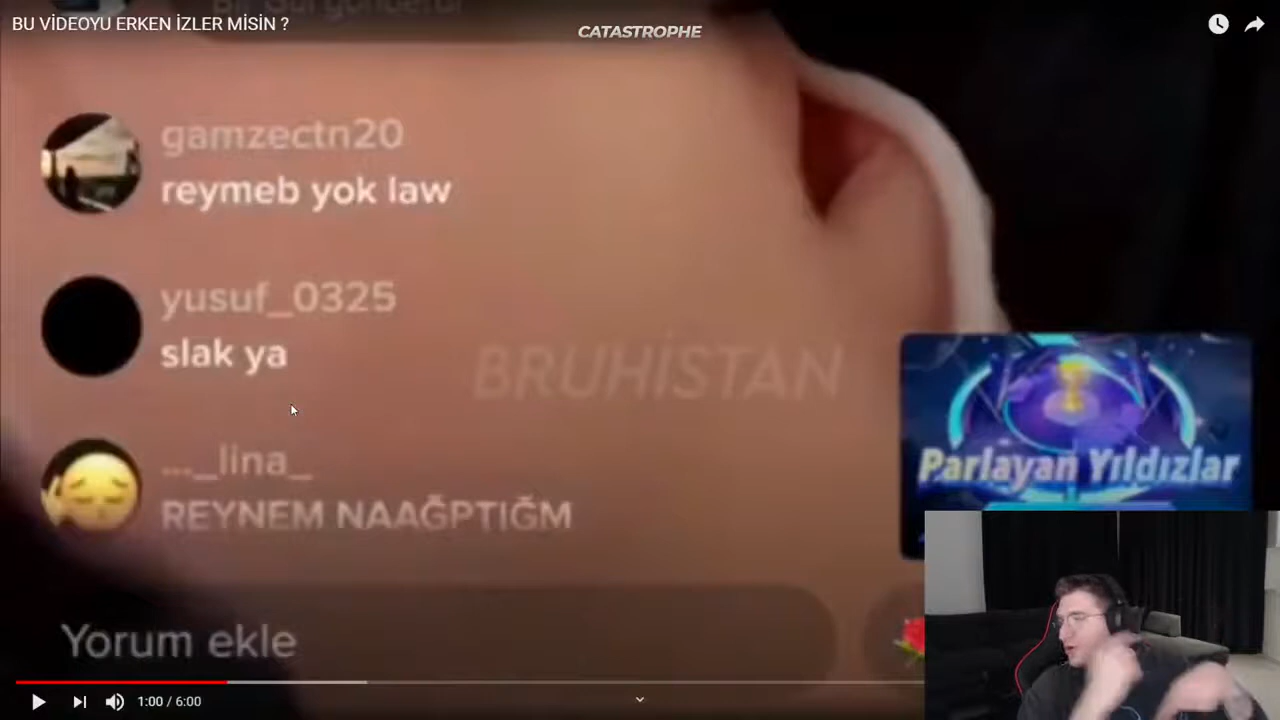 BU VİDEOYU ERKEN İZLER MİSİN ?
CATASTROPHE
gamzectn20
reymeb yok law
yusuf_0325
slak ya
BRUHİSTAN
..._lina_
REYNEM NAAĞPTIĞM
Parlayan Yıldızlar
Yorum ekle
1:00 / 6:00